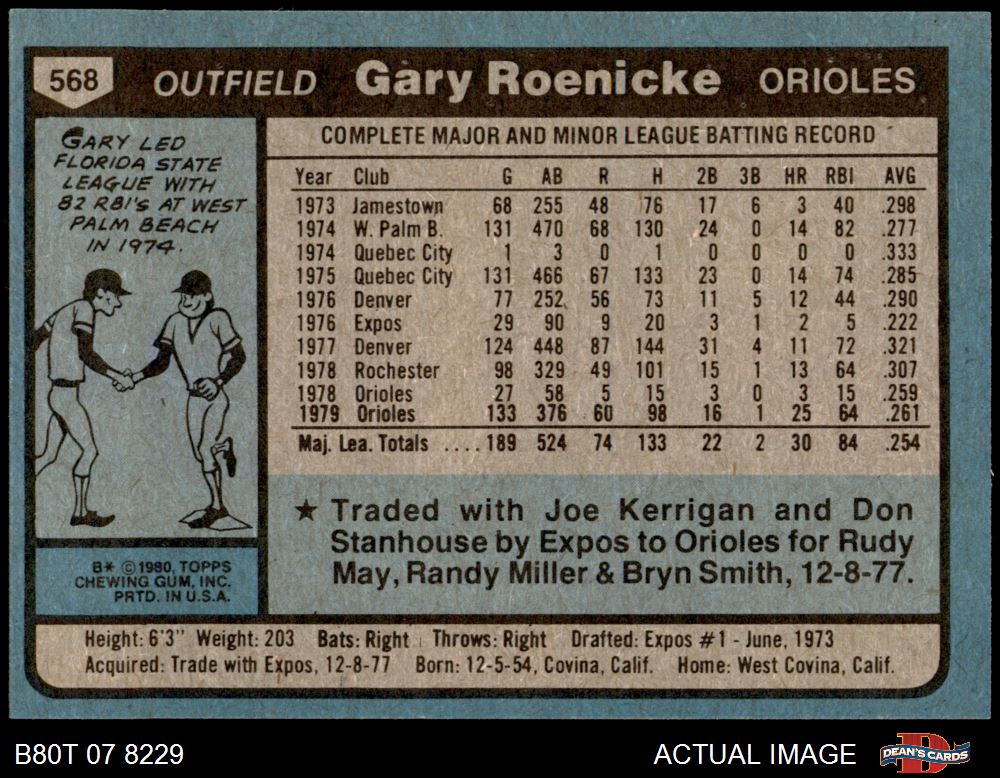 568 OUTFIELD Gary Roenicke ORIOLES
GARY LED
FLORIDA STATE
LEAGUE WITH
82 RBI'S AT WEST
PALM BEACH
IN 1974.
COMPLETE MAJOR AND MINOR LEAGUE BATTING RECORD
Year Club G AB R H 2B 3B HR RBI AVG
1973 Jamestown 68 255 48 76 17 6 3 40 .298
1974 W. Palm B. 131 470 68 130 24 0 14 82 .277
1974 Quebec City 1 3 0 1 0 0 0 0 .333
1975 Quebec City 131 466 67 133 23 0 14 74 .285
1976 Denver 77 252 56 73 11 5 12 44 .290
1976 Expos 29 90 9 20 3 1 2 5 .222
1977 Denver 124 448 87 144 31 4 11 72 .321
1978 Rochester 98 329 49 101 15 1 13 64 .307
1978 Orioles 27 58 5 15 3 0 3 15 .259
1979 Orioles 133 376 60 98 16 1 25 64 .261
Maj. Lea. Totals .... 189 524 74 133 22 2 30 84 .254
★ Traded with Joe Kerrigan and Don
Stanhouse by Expos to Orioles for Rudy
May, Randy Miller & Bryn Smith, 12-8-77.
B* ©1980, TOPPS
CHEWING GUM, INC.
PRTD. IN U.S.A.
Height: 6'3" Weight: 203 Bats: Right Throws: Right Drafted: Expos #1 - June, 1973
Acquired: Trade with Expos, 12-8-77 Born: 12-5-54, Covina, Calif. Home: West Covina, Calif.
B80T 07 8229 ACTUAL IMAGE DEAN'S CARDS